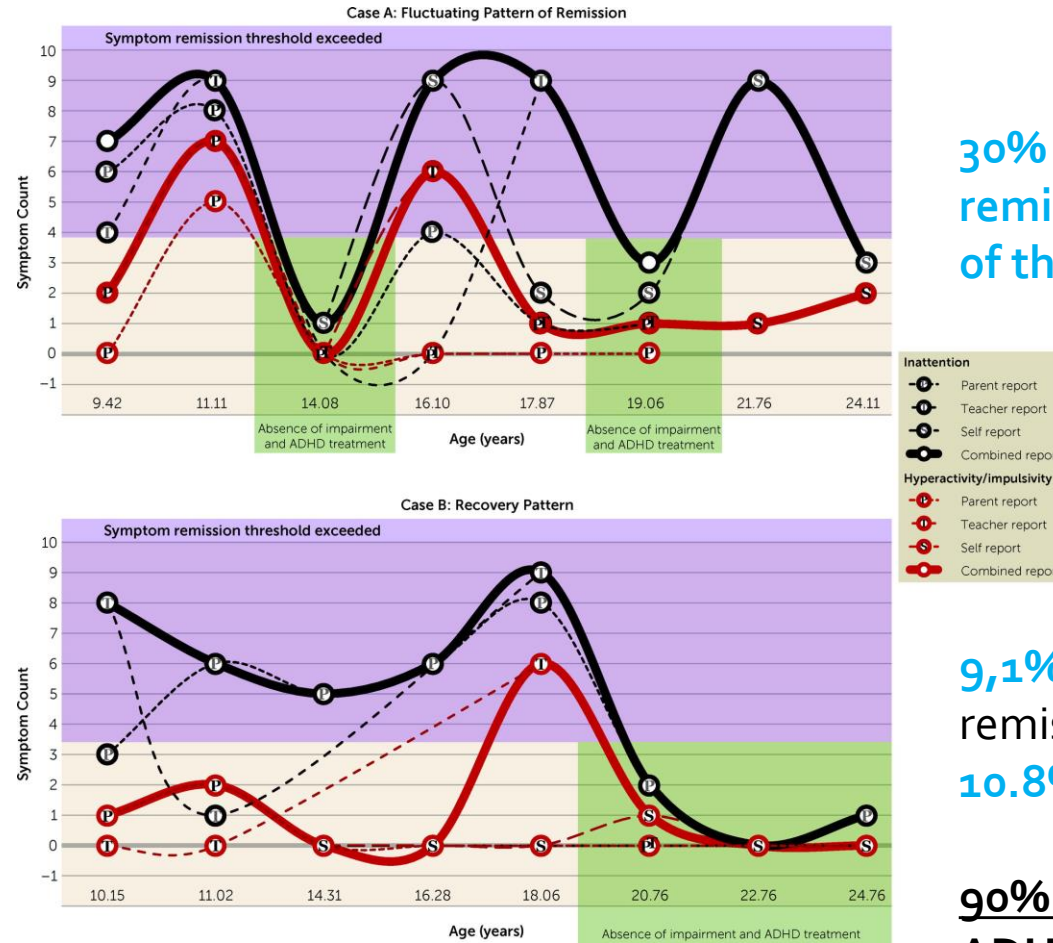 Case A: Fluctuating Pattern of Remission
Symptom remission threshold exceeded
Symptom Count
10
9
8
7
6
5
4
3
2
1
0
−1
9.42 11.11 14.08 16.10 17.87 19.06 21.76 24.11
Absence of impairment
and ADHD treatment
Age (years)
Absence of impairment
and ADHD treatment
30%
of th
Inattention
P Parent report
T Teacher report
S Self report
Combined
Hyperactivity/impulsivity
P Parent report
T Teacher report
S Self report
Combined
Case B: Recovery Pattern
Symptom remission threshold exceeded
Symptom Count
10
9
8
7
6
5
4
3
2
1
0
−1
10.15 11.02 14.31 16.28 18.06 20.76 22.76 24.76
Age (years)
Absence of impairment and ADHD treatment
9,1%
10.8%
90%